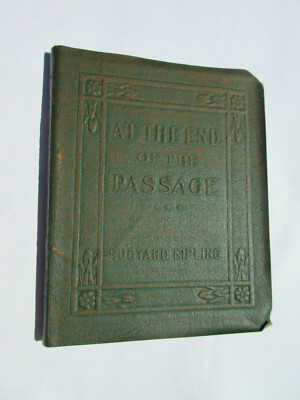 AT THE END
OF THE
PASSAGE
RUDYARD KIPLING